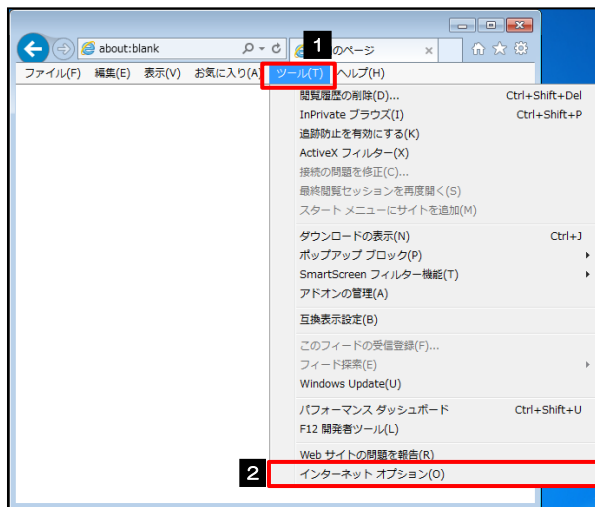 about:blank
1
のページ
ファイル(F) 編集(E) 表示(V) お気に入り(A) ツール(T) ヘルプ(H)
閲覧履歴の削除(D)... Ctrl+Shift+Del
InPrivate ブラウズ(I) Ctrl+Shift+P
追跡防止を有効にする(K)
ActiveX フィルター(X)
接続の問題を修正(C)...
最終閲覧セッションを再度開く(S)
スタート メニューにサイトを追加(M)
ダウンロードの表示(N) Ctrl+J
ポップアップ ブロック(P)
SmartScreen フィルター機能(T)
アドオンの管理(A)
互換表示設定(B)
このフィードの受信登録(F)...
フィード探索(E)
Windows Update(U)
パフォーマンス ダッシュボード Ctrl+Shift+U
F12 開発者ツール(L)
Web サイトの問題を報告(R)
2 インターネット オプション(O)